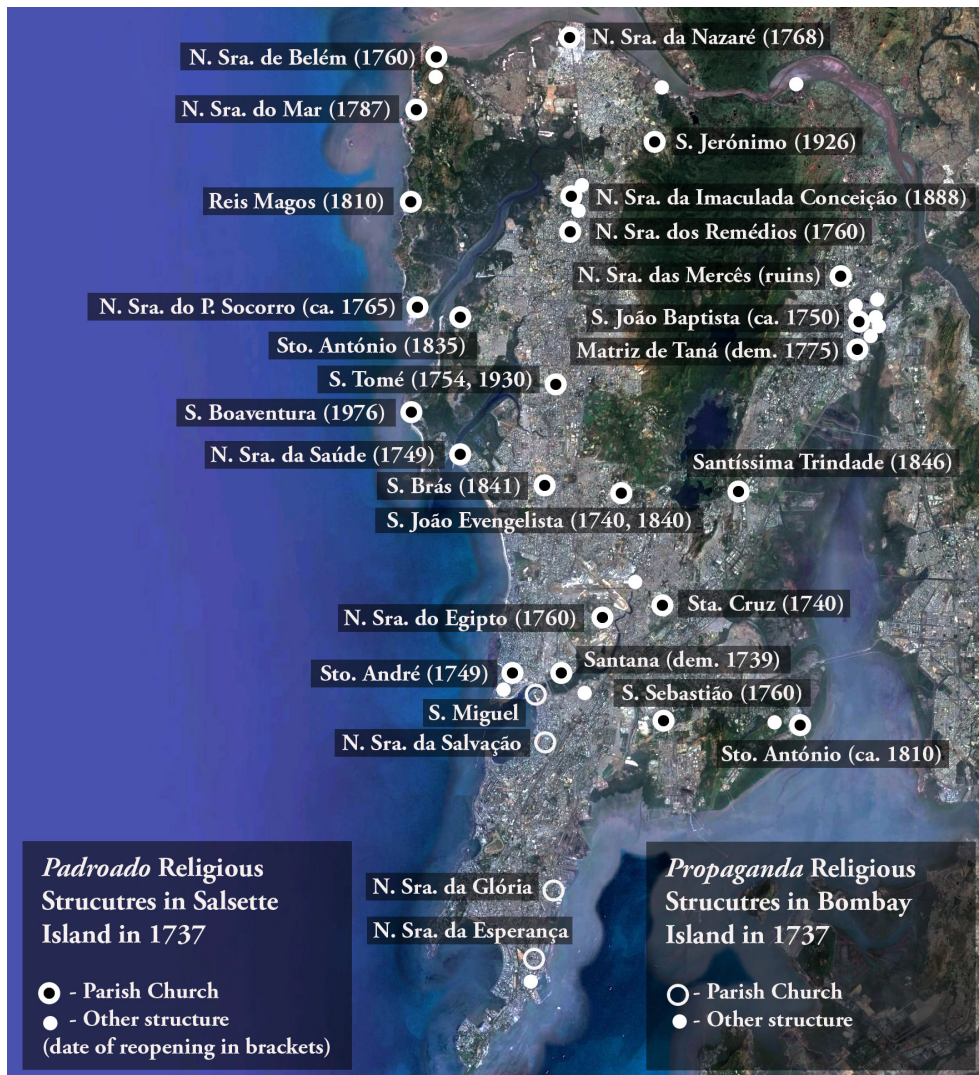 N. Sra. da Nazaré (1768)
N. Sra. de Belém (1760)
N. Sra. do Mar (1787)
S. Jerónimo (1926)
Reis Magos (1810)
N. Sra. da Imaculada Conceição (1888)
N. Sra. dos Remédios (1760)
N. Sra. das Mercês (ruins)
N. Sra. do P. Socorro (ca. 1765)
S. João Baptista (ca. 1750)
Sto. António
(1835)
Matriz de Taná (dem. 1775)
S. Tomé (1754, 1930)
S. Boaventura (1976)
N. Sra. da Saúde (1749)
Santíssima Trindade (1846)
S. Brás (1841)
S. João Evengelista (1740, 1840)
Sta. Cruz (1740)
N. Sra. do Egipto (1760)
Santana (dem. 1739)
Sto. André (1749)
S. Sebastião (1760)
S. Miguel
N. Sra. da Salvação
Sto. António (ca. 1810)
N. Sra. da Glória
N. Sra. da Esperança
Padroado Religious
Strucutres in Salsette
Island in 1737
- Parish Church
- Other structure
(date of reopening in brackets)
Propaganda Religious
Strucutres in Bombay
Island in 1737
- Parish Church
- Other structure